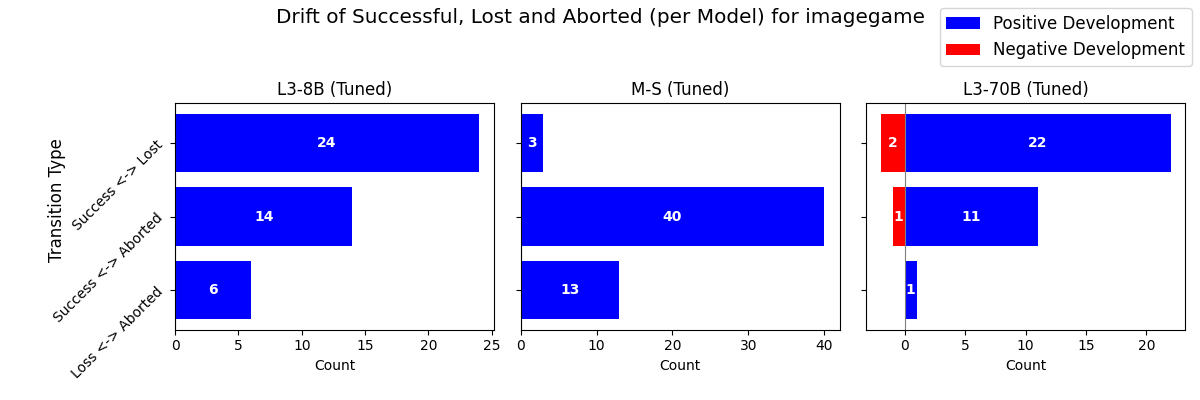 Drift of Successful, Lost and Aborted (per Model) for imagegame
Positive Development
Negative Development
L3-8B (Tuned)
M-S (Tuned)
L3-70B (Tuned)
Transition Type
Success <-> Lost
Success <-> Aborted
Loss <-> Aborted
24
14
6
3
40
13
2
22
1
11
1
0 5 10 15 20 25
0 10 20 30 40
0 5 10 15 20
Count
Count
Count